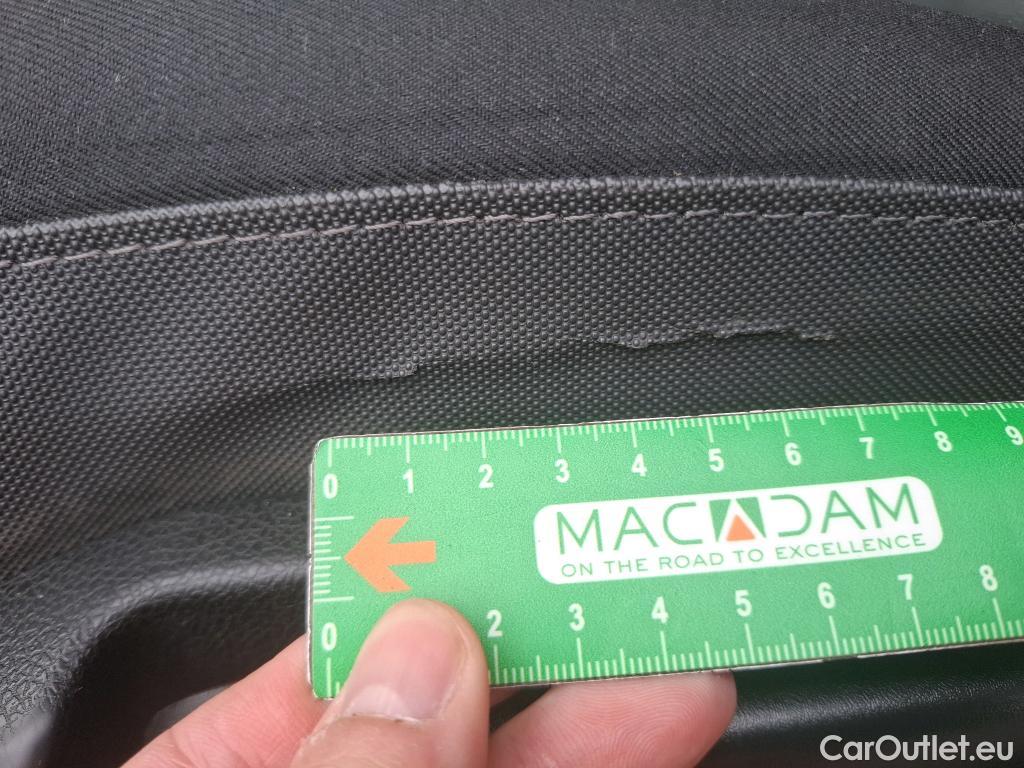 0 1 2 3 4 5 6 7 8 9
MACADAM
ON THE ROAD TO EXCELLENCE
0 2 3 4 5 6 7 8
CarOutlet.eu